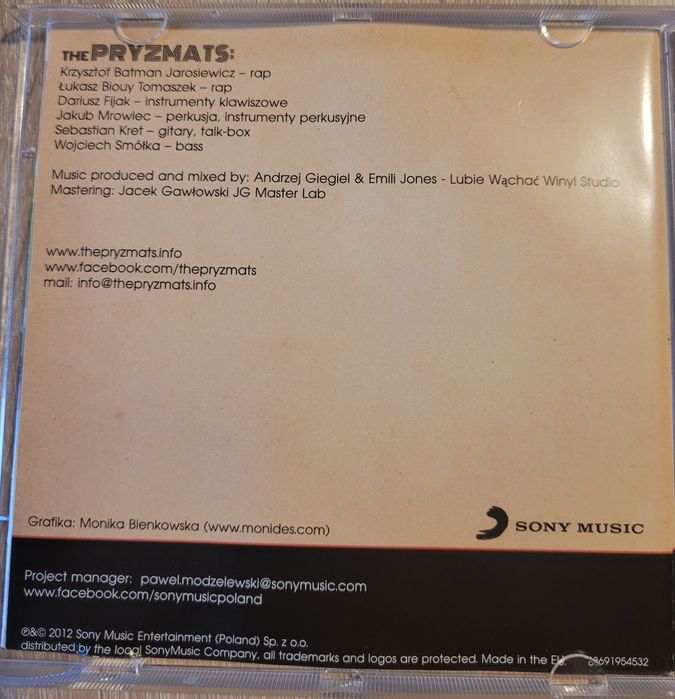 THE PRYZMATS:
Krzysztof Batman Jarosiewicz – rap
Łukasz Biouy Tomaszek – rap
Dariusz Fijak – instrumenty klawiszowe
Jakub Mrowiec – perkusja, instrumenty perkusyjne
Sebastian Kret – gitary, talk-box
Wojciech Smółka – bass
Music produced and mixed by: Andrzej Giegiel & Emili Jones - Lubie Wąchać Winyl Studio
Mastering: Jacek Gawłowski JG Master Lab
www.thepryzmats.info
www.facebook.com/thepryzmats
mail: info@thepryzmats.info
Grafika: Monika Bienkowska (www.monides.com)
SONY MUSIC
Project manager: pawel.modzelewski@sonymusic.com
www.facebook.com/sonymusicpoland
℗&© 2012 Sony Music Entertainment (Poland) Sp. z o.o.
distributed by the local SonyMusic Company, all trademarks and logos are protected. Made in the EU.